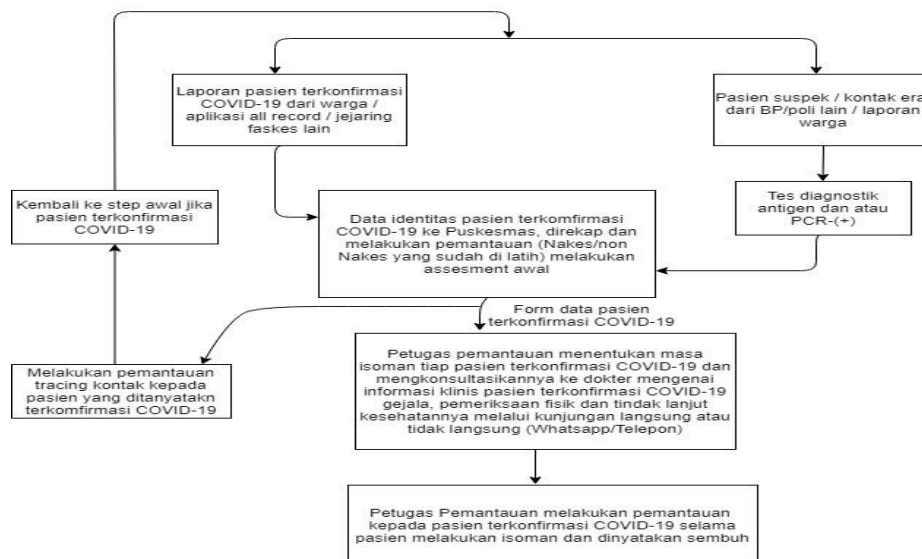 Laporan pasien terkonfirmasi
COVID-19 dari warga /
aplikasi all record / jejaring
faskes lain
Pasien suspek / kontak era
dari BP/poli lain / laporan
warga
Kembali ke step awal jika
pasien terkonfirmasi
COVID-19
Data identitas pasien terkomfirmasi
COVID-19 ke Puskesmas, direkap dan
melakukan pemantauan (Nakes/non
Nakes yang sudah di latih) melakukan
assesment awal
Tes diagnostik
antigen dan atau
PCR-(+)
Form data pasien
terkonfirmasi COVID-19
Melakukan pemantauan
tracing kontak kepada
pasien yang ditanyatakn
terkomfirmasi COVID-19
Petugas pemantauan menentukan masa
isoman tiap pasien terkonfirmasi COVID-19 dan
mengkonsultasikannya ke dokter mengenai
informasi klinis pasien terkonfirmasi COVID-19
gejala, pemeriksaan fisik dan tindak lanjut
kesehatannya melalui kunjungan langsung atau
tidak langsung (Whatsapp/Telepon)
Petugas Pemantauan melakukan pemantauan
kepada pasien terkonfirmasi COVID-19 selama
pasien melakukan isoman dan dinyatakan sembuh